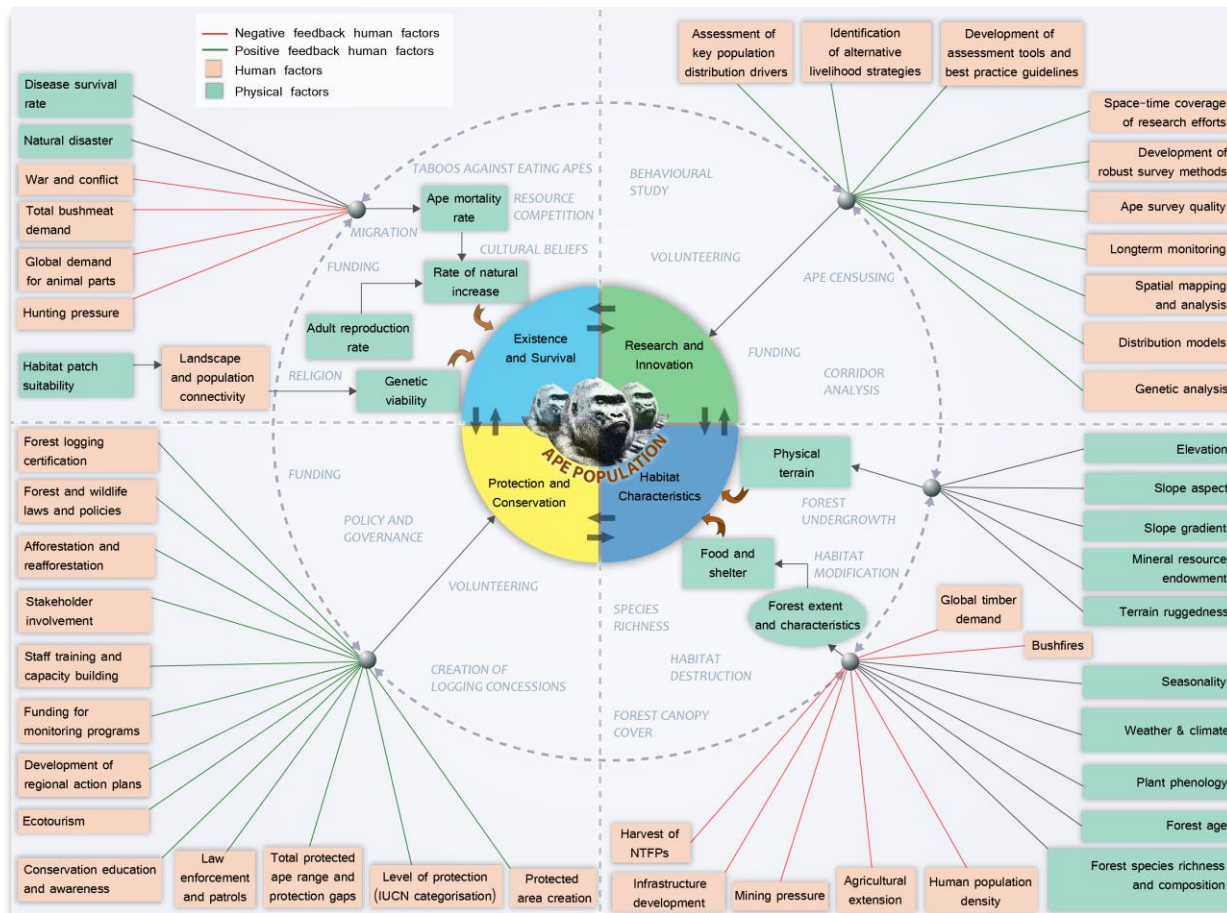 Negative feedback human factors
Positive feedback human factors
Human factors
Physical factors
Disease survival
rate
Natural disaster
War and conflict
Total bushmeat
demand
Global demand
for animal parts
Hunting pressure
Habitat patch
suitability
Landscape
and population
connectivity
TABOOS AGAINST EATING APES
Ape mortality
rate
RESOURCE
COMPETITION
MIGRATION
CULTURAL BELIEFS
FUNDING
Rate of natural
increase
Adult reproduction
rate
RELIGION
Genetic
viability
Existence
and Survival
Assessment of
key population
distribution drivers
Identification
of alternative
livelihood strategies
Development of
assessment tools and
best practice guidelines
Space-time coverage
of research efforts
Development of
robust survey methods
Ape survey quality
Longterm monitoring
Spatial mapping
and analysis
Distribution models
Genetic analysis
BEHAVIOURAL
STUDY
VOLUNTEERING
APE CENSUSING
FUNDING
CORRIDOR
ANALYSIS
Research and
Innovation
APE POPULATION
Protection and
Conservation
Habitat
Characteristics
Forest logging
certification
Forest and wildlife
laws and policies
Afforestation and
reafforestation
Stakeholder
involvement
Staff training and
capacity building
Funding for
monitoring programs
Development of
regional action plans
Ecotourism
Conservation education
and awareness
Law
enforcement
and patrols
Total protected
ape range and
protection gaps
Level of protection
(IUCN categorisation)
Protected
area creation
FUNDING
POLICY AND
GOVERNANCE
VOLUNTEERING
CREATION OF
LOGGING CONCESSIONS
Physical
terrain
FOREST
UNDERGROWTH
Food and
shelter
HABITAT
MODIFICATION
SPECIES
RICHNESS
Forest extent
and characteristics
HABITAT
DESTRUCTION
FOREST CANOPY
COVER
Elevation
Slope aspect
Slope gradient
Mineral resource
endowment
Terrain ruggedness
Global timber
demand
Bushfires
Seasonality
Weather & climate
Plant phenology
Forest age
Forest species richness
and composition
Harvest of
NTFPs
Infrastructure
development
Mining pressure
Agricultural
extension
Human population
density